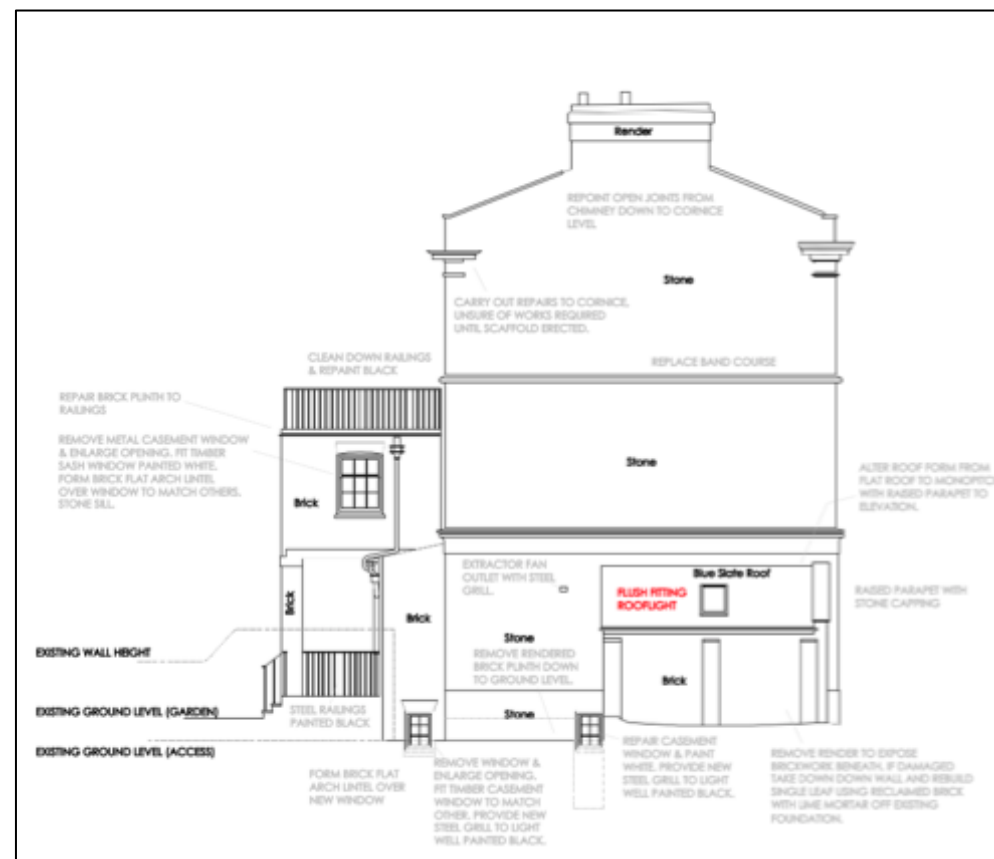 Render
REPOINT OPEN JOINTS FROM
CHIMNEY DOWN TO CORNICE
LEVEL
Stone
CARRY OUT REPAIRS TO CORNICE,
UNSURE OF WORKS REQUIRED
UNTIL SCAFFOLD ERECTED.
CLEAN DOWN RAILINGS
& REPAINT BLACK
REPLACE BAND COURSE
REPAIR BRICK PLINTH TO
RAILINGS
REMOVE METAL CASEMENT WINDOW
& ENLARGE OPENING. FIT TIMBER
SASH WINDOW PAINTED WHITE.
FORM BRICK FLAT ARCH LINTEL
OVER WINDOW TO MATCH OTHERS.
STONE SILL.
Brick
Stone
ALTER ROOF FORM FROM
FLAT ROOF TO MONOPITC
WITH RAISED PARAPET TO
ELEVATION.
EXTRACTOR FAN
OUTLET WITH STEEL
GRILL.
Blue Slate Roof
FLUSH FITTING
ROOFLIGHT
RAISED PARAPET WITH
STONE CAPPING
Brick
Brick
Stone
REMOVE RENDERED
BRICK PLINTH DOWN
TO GROUND LEVEL.
Brick
EXISTING WALL HEIGHT
EXISTING GROUND LEVEL (GARDEN)
STEEL RAILINGS
PAINTED BLACK
Stone
EXISTING GROUND LEVEL (ACCESS)
FORM BRICK FLAT
ARCH LINTEL OVER
NEW WINDOW
REMOVE WINDOW &
ENLARGE OPENING.
FIT TIMBER CASEMENT
WINDOW TO MATCH
OTHER. PROVIDE NEW
STEEL GRILL TO LIGHT
WELL PAINTED BLACK.
REPAIR CASEMENT
WINDOW & PAINT
WHITE. PROVIDE NEW
STEEL GRILL TO LIGHT
WELL PAINTED BLACK.
REMOVE RENDER TO EXPOSE
BRICKWORK BENEATH. IF DAMAGED
TAKE DOWN DOWN WALL AND REBUILD
SINGLE LEAF USING RECLAIMED BRICK
WITH LIME MORTAR OFF EXISTING
FOUNDATION.